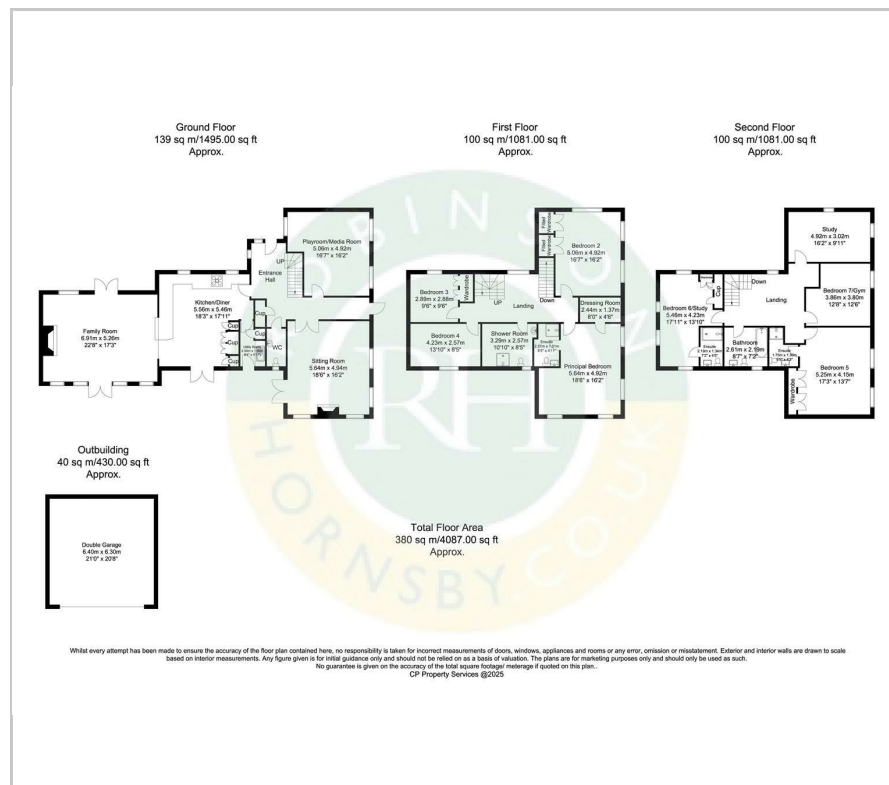 Ground Floor
139 sq m/1495.00 sq ft
Approx.
First Floor
100 sq m/1081.00 sq ft
Approx.
Second Floor
100 sq m/1081.00 sq ft
Approx.
Playroom/Media Room
5.06m x 4.92m
16'7" x 16'2"
UP
Entrance
Hall
Kitchen/Diner
5.56m x 5.46m
18'3" x 17'11"
Family Room
6.91m x 5.26m
22'8" x 17'3"
Cup
Cup
Cup
Cup
Cup
WC
Sitting Room
5.64m x 4.94m
18'6" x 16'2"
Fitted
Wardrobe
Fitted
Wardrobe
Bedroom 2
5.06m x 4.92m
16'7" x 16'2"
Bedroom 3
2.89m x 2.88m
9'6" x 9'6"
Wardrobe
UP
Landing
Down
Dressing Room
2.44m x 1.37m
8'0" x 4'6"
Bedroom 4
4.23m x 2.57m
13'10" x 8'5"
Shower Room
3.29m x 2.57m
10'10" x 8'5"
Ensuite
Principal Bedroom
5.64m x 4.92m
18'6" x 16'2"
Study
4.92m x 3.02m
16'2" x 9'11"
Cup
Down
Landing
Bedroom 6/Study
5.46m x 4.23m
17'11" x 13'10"
Bedroom 7/Gym
3.86m x 3.80m
12'8" x 12'6"
Ensuite
Bathroom
2.61m x 2.19m
8'7" x 7'2"
Ensuite
Wardrobe
Bedroom 5
5.25m x 4.15m
17'3" x 13'7"
Outbuilding
40 sq m/430.00 sq ft
Approx.
Double Garage
6.40m x 6.30m
21'0" x 20'8"
Total Floor Area
380 sq m/4087.00 sq ft
Approx.
ROBINSON
RH
HORNSBY.CO.UK
Whilst every attempt has been made to ensure the accuracy of the floor plan contained here, no responsibility is taken for incorrect measurements of doors, windows, appliances and rooms or any error, omission or misstatement. Exterior and interior walls are drawn to scale
based on interior measurements. Any figure given is for initial guidance only and should not be relied on as a basis of valuation. The plans are for marketing purposes only and should only be used as such.
No guarantee is given on the accuracy of the total square footage/ meterage if quoted on this plan..
CP Property Services @2025